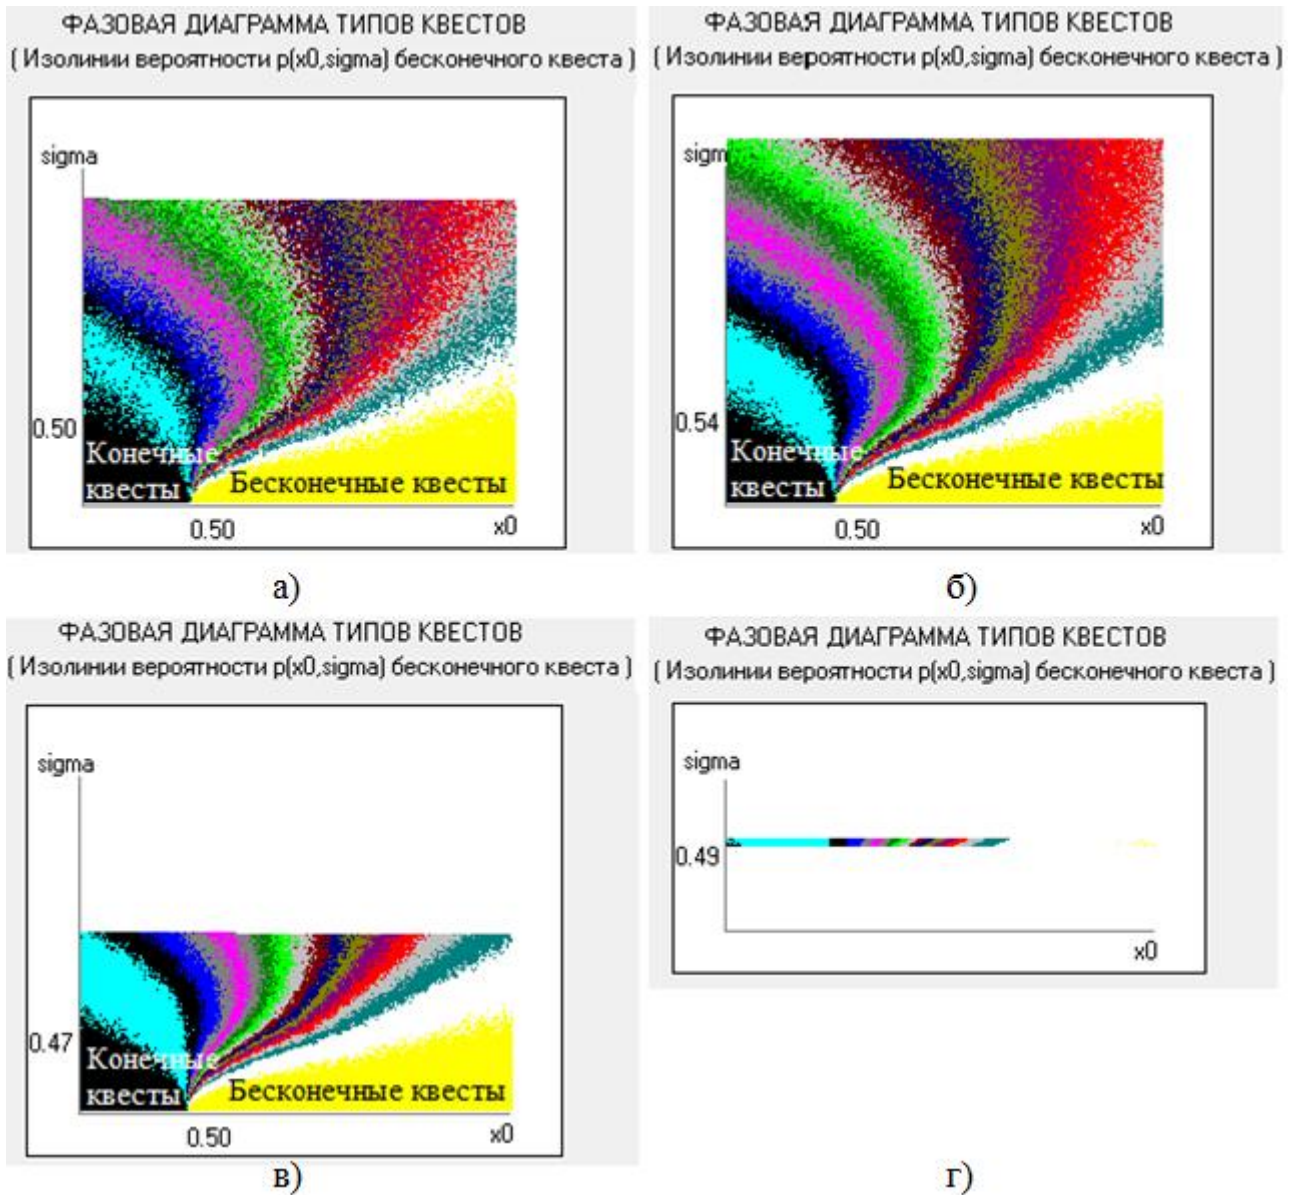 ФАЗОВАЯ ДИАГРАММА ТИПОВ КВЕСТОВ
( Изолинии вероятности p(x0,sigma) бесконечного квеста )
sigma
0.50
Конечные
квесты
Бесконечные квесты
0.50
x0
а)
ФАЗОВАЯ ДИАГРАММА ТИПОВ КВЕСТОВ
( Изолинии вероятности p(x0,sigma) бесконечного квеста )
sigm
0.54
Конечные
квесты
Бесконечные квесты
0.50
x0
б)
ФАЗОВАЯ ДИАГРАММА ТИПОВ КВЕСТОВ
( Изолинии вероятности p(x0,sigma) бесконечного квеста )
sigma
0.47
Конечные
квесты
Бесконечные квесты
0.50
x0
в)
ФАЗОВАЯ ДИАГРАММА ТИПОВ КВЕСТОВ
( Изолинии вероятности p(x0,sigma) бесконечного квеста )
sigma
0.49
x0
г)